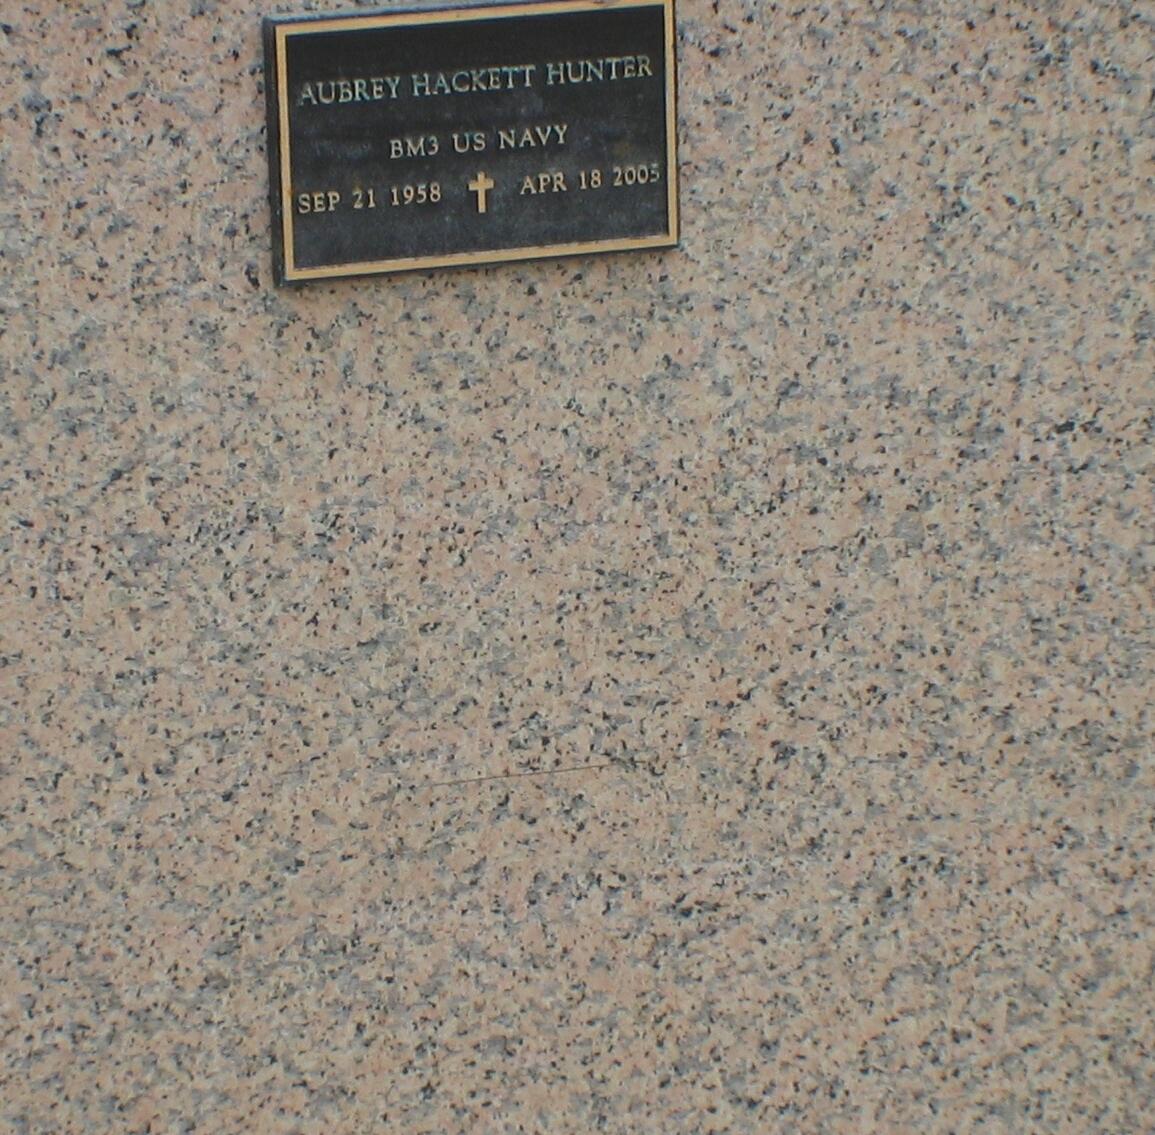 AUBREY HACKETT HUNTER
BM3 US NAVY
SEP 21 1958 APR 18 2005